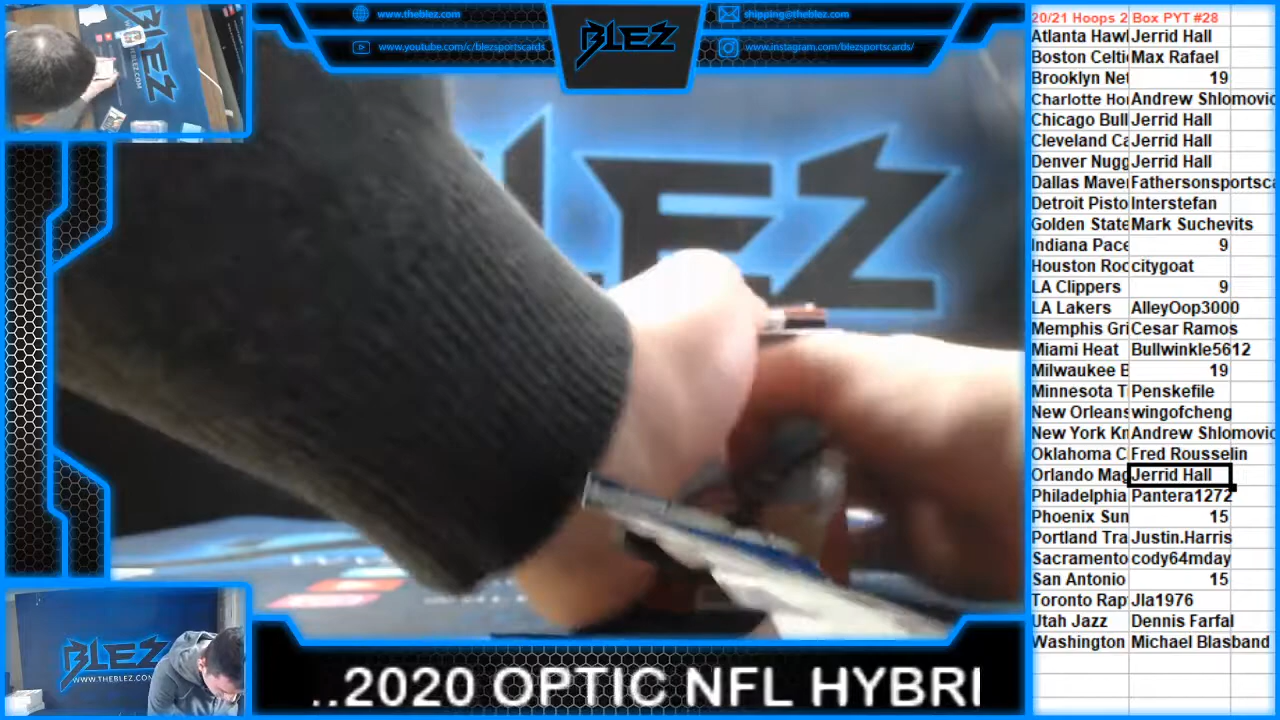 www.theblez.com
shipping@theblez.com
www.youtube.com/c/blezsportscards
www.instagram.com/blezsportscards/
BLEZ
BLEZ
BLEZ
BLEZ.COM
BLEZ
WWW.THEBLEZ.COM
..2020 OPTIC NFL HYBRI
20/21 Hoops 2 Box PYT #28
Atlanta Hawl Jerrid Hall
Boston Celti Max Rafael
Brooklyn Net 19
Charlotte Ho Andrew Shlomovic
Chicago Bull Jerrid Hall
Cleveland Ca Jerrid Hall
Denver Nugg Jerrid Hall
Dallas Maver Fathersonsportsca
Detroit Pisto Interstefan
Golden State Mark Suchevits
Indiana Pace 9
Houston Roc citygoat
LA Clippers 9
LA Lakers AlleyOop3000
Memphis Gri Cesar Ramos
Miami Heat Bullwinkle5612
Milwaukee B 19
Minnesota T Penskefile
New Orleans wingofcheng
New York Kn Andrew Shlomovic
Oklahoma C Fred Rousselin
Orlando Mag Jerrid Hall
Philadelphia Pantera1272
Phoenix Sun 15
Portland Tra Justin.Harris
Sacramento cody64mday
San Antonio 15
Toronto Rap Jla1976
Utah Jazz Dennis Farfal
Washington Michael Blasband